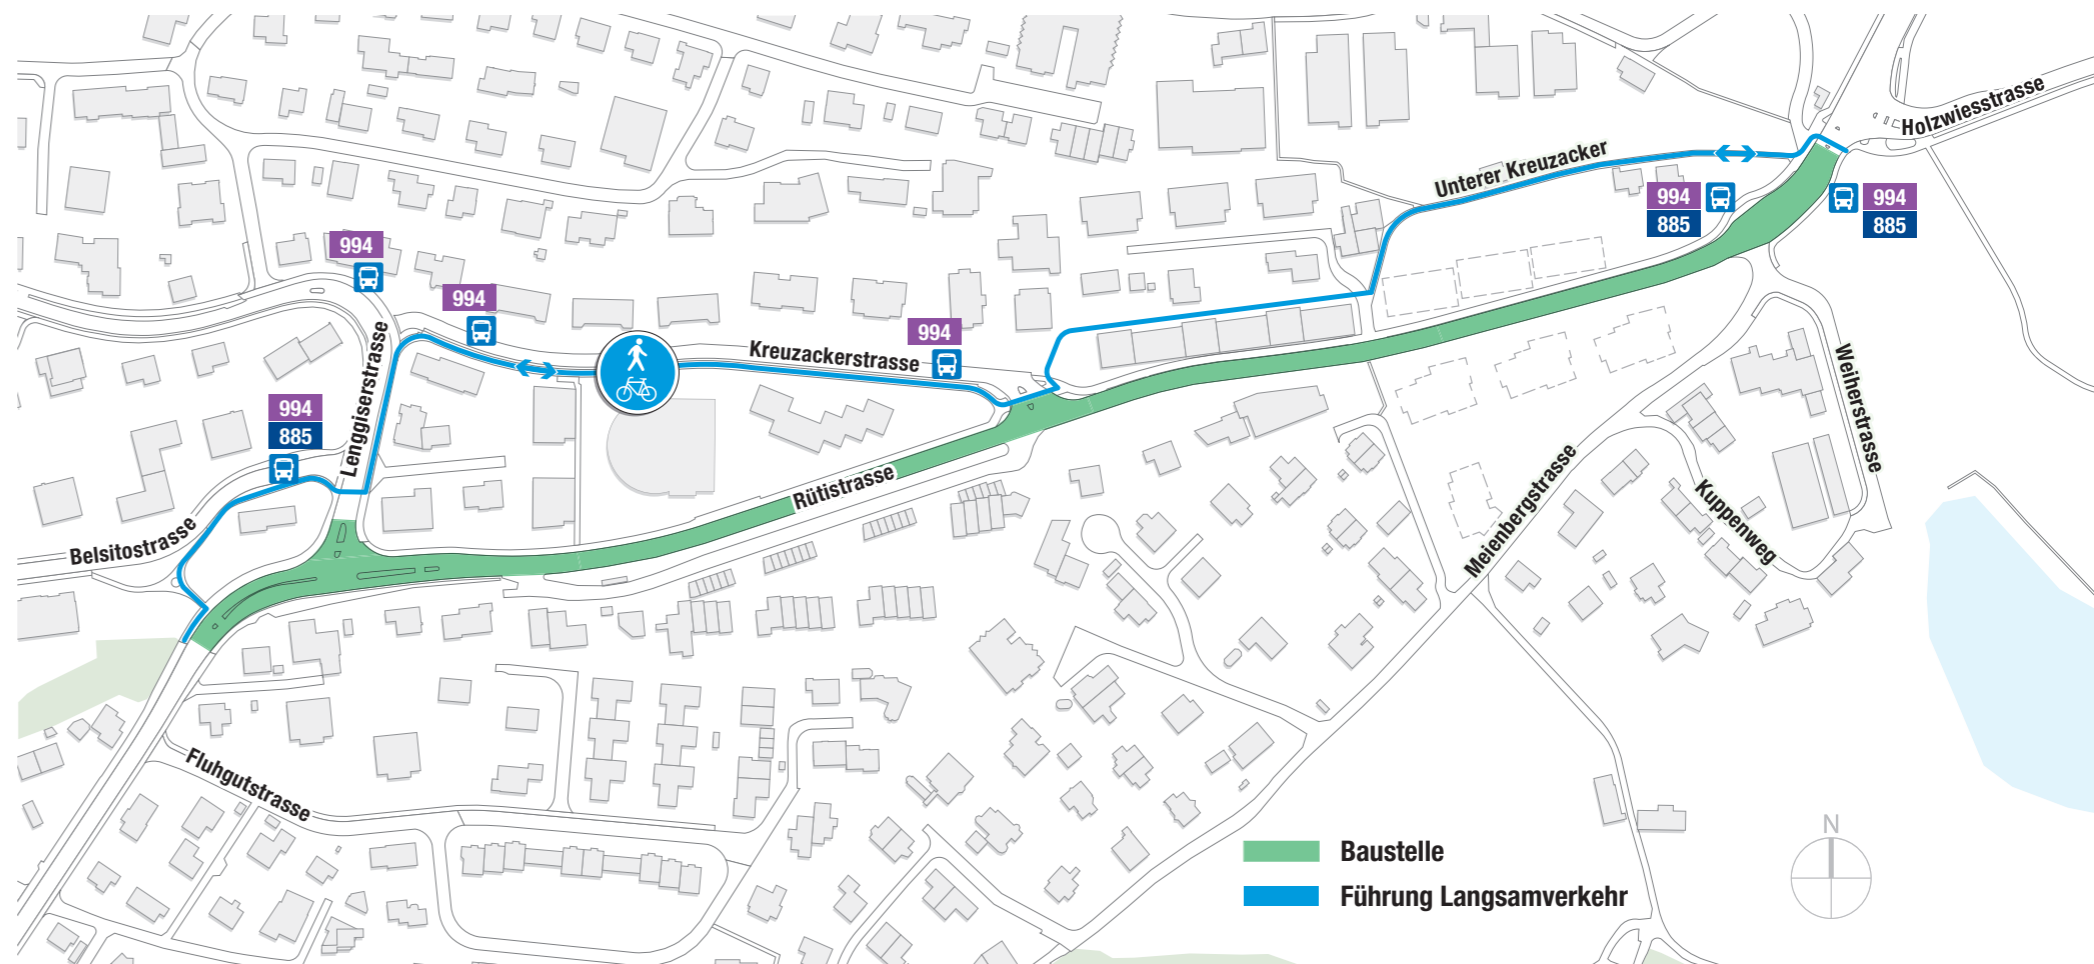 Holzwiesstrasse
Unterer Kreuzacker
994
885
994
885
994
994
994
Kreuzackerstrasse
Lenggiserstrasse
994
885
Weiherstrasse
Rütistrasse
Meienbergstrasse
Kuppenweg
Belsitostrasse
Fluhgutstrasse
N
Baustelle
Führung Langsamverkehr